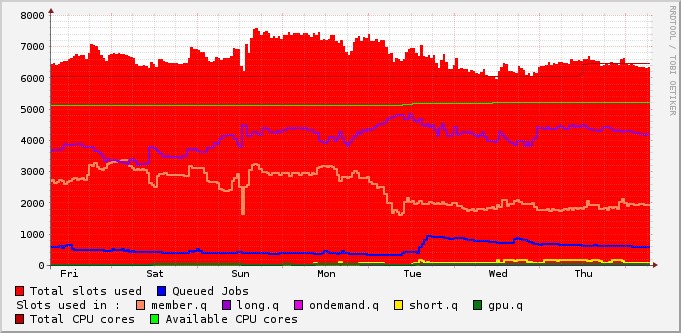 8000
7000
6000
5000
4000
3000
2000
1000
0
Fri Sat Sun Mon Tue Wed Thu
Total slots used Queued Jobs
Slots used in : member.q long.q ondemand.q short.q gpu.q
Total CPU cores Available CPU cores
RRDTOOL / TOBI OETIKER